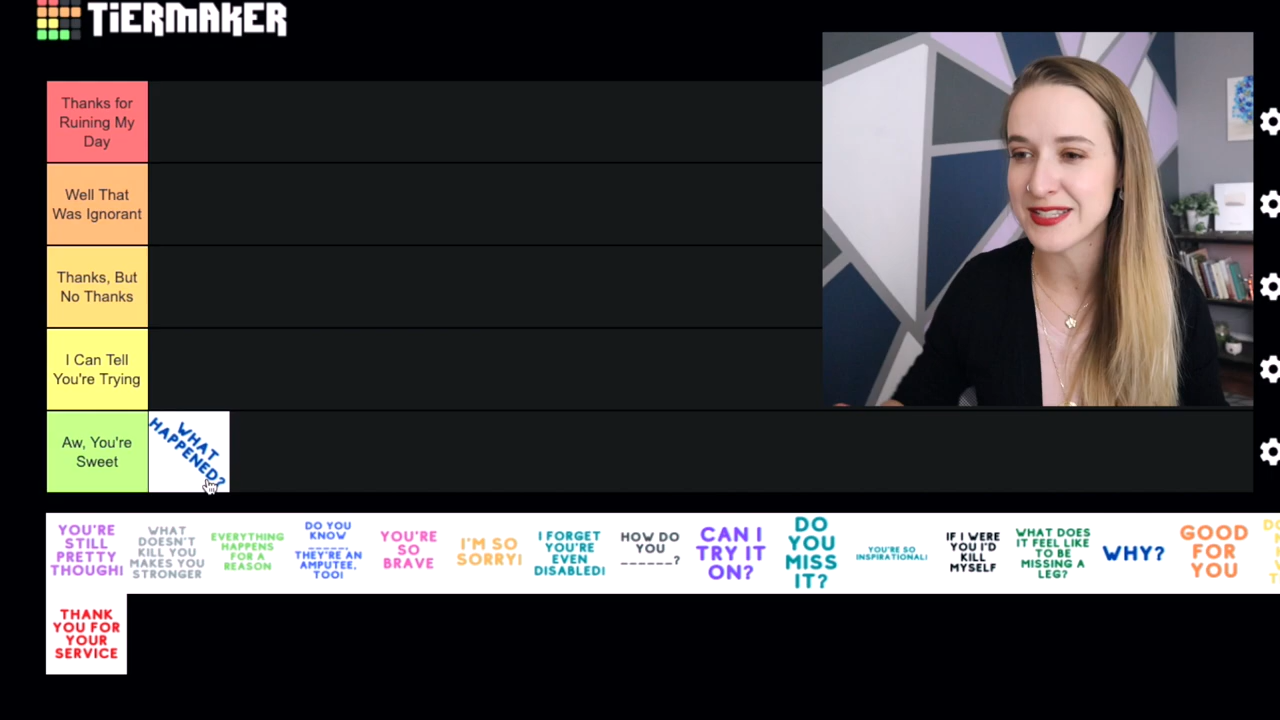 TiERMAKER
Thanks for
Ruining My
Day
Well That
Was Ignorant
Thanks, But
No Thanks
I Can Tell
You're Trying
Aw, You're
Sweet
WHAT
HAPPENED?
YOU'RE
STILL
PRETTY
THOUGH!
WHAT
DOESN'T
KILL YOU
MAKES YOU
STRONGER
EVERYTHING
HAPPENS
FOR A
REASON
DO YOU
KNOW
_____,
THEY'RE AN
AMPUTEE,
TOO!
YOU'RE
SO
BRAVE
I'M SO
SORRY!
I FORGET
YOU'RE
EVEN
DISABLED!
HOW DO
YOU
______?
CAN I
TRY IT
ON?
DO
YOU
MISS
IT?
YOU'RE SO
INSPIRATIONAL!
IF I WERE
YOU I'D
KILL
MYSELF
WHAT DOES
IT FEEL LIKE
TO BE
MISSING A
LEG?
WHY?
GOOD
FOR
YOU
THANK
YOU FOR
YOUR
SERVICE